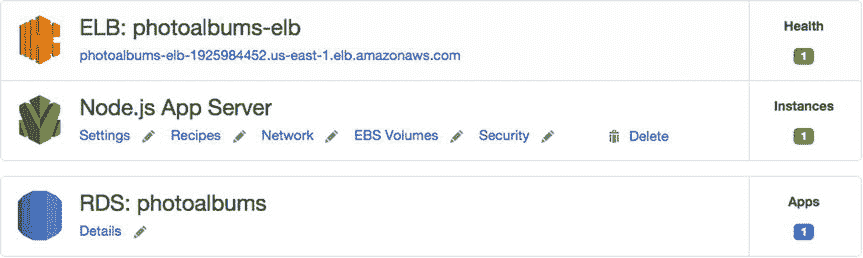 ELB: photoalbums-elb
Health
photoalbums-elb-1925984452.us-east-1.elb.amazonaws.com
1
Node.js App Server
Instances
Settings Recipes Network EBS Volumes Security Delete
1
RDS: photoalbums
Apps
Details
1